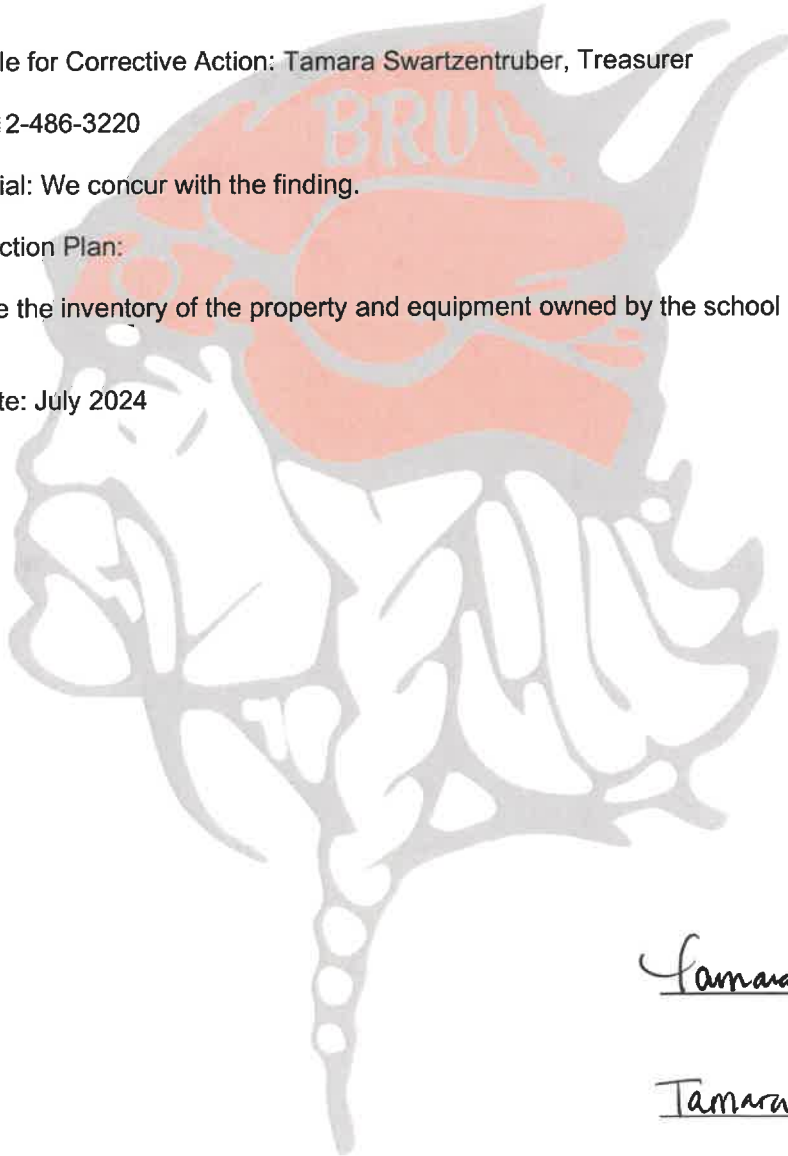 le for Corrective Action: Tamara Swartzentruber, Treasurer
2-486-3220
ial: We concur with the finding.
ction Plan:
e the inventory of the property and equipment owned by the school
te: July 2024
BRU
Tamara
Tamara